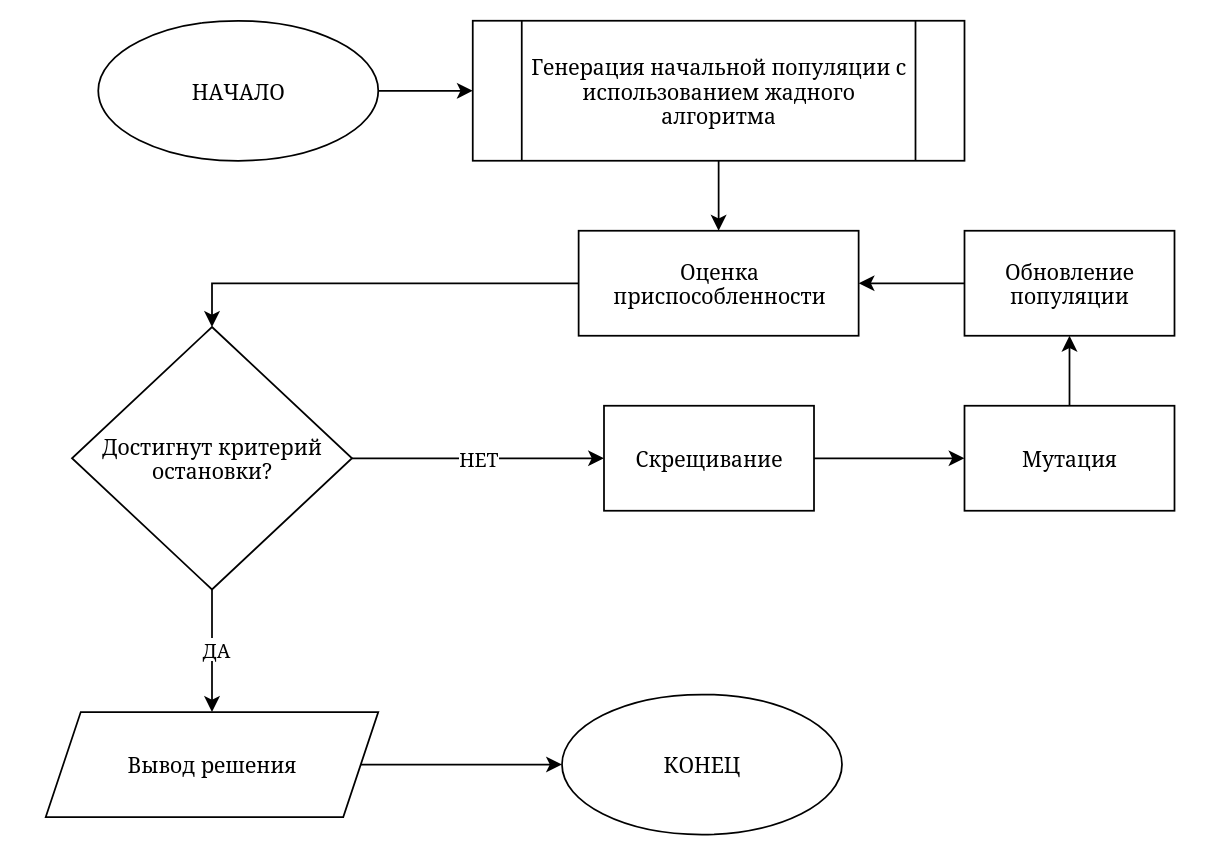 НАЧАЛО
Генерация начальной популяции с
использованием жадного
алгоритма
Оценка
приспособленности
Обновление
популяции
Достигнут критерий
остановки?
НЕТ
Скрещивание
Мутация
ДА
Вывод решения
КОНЕЦ